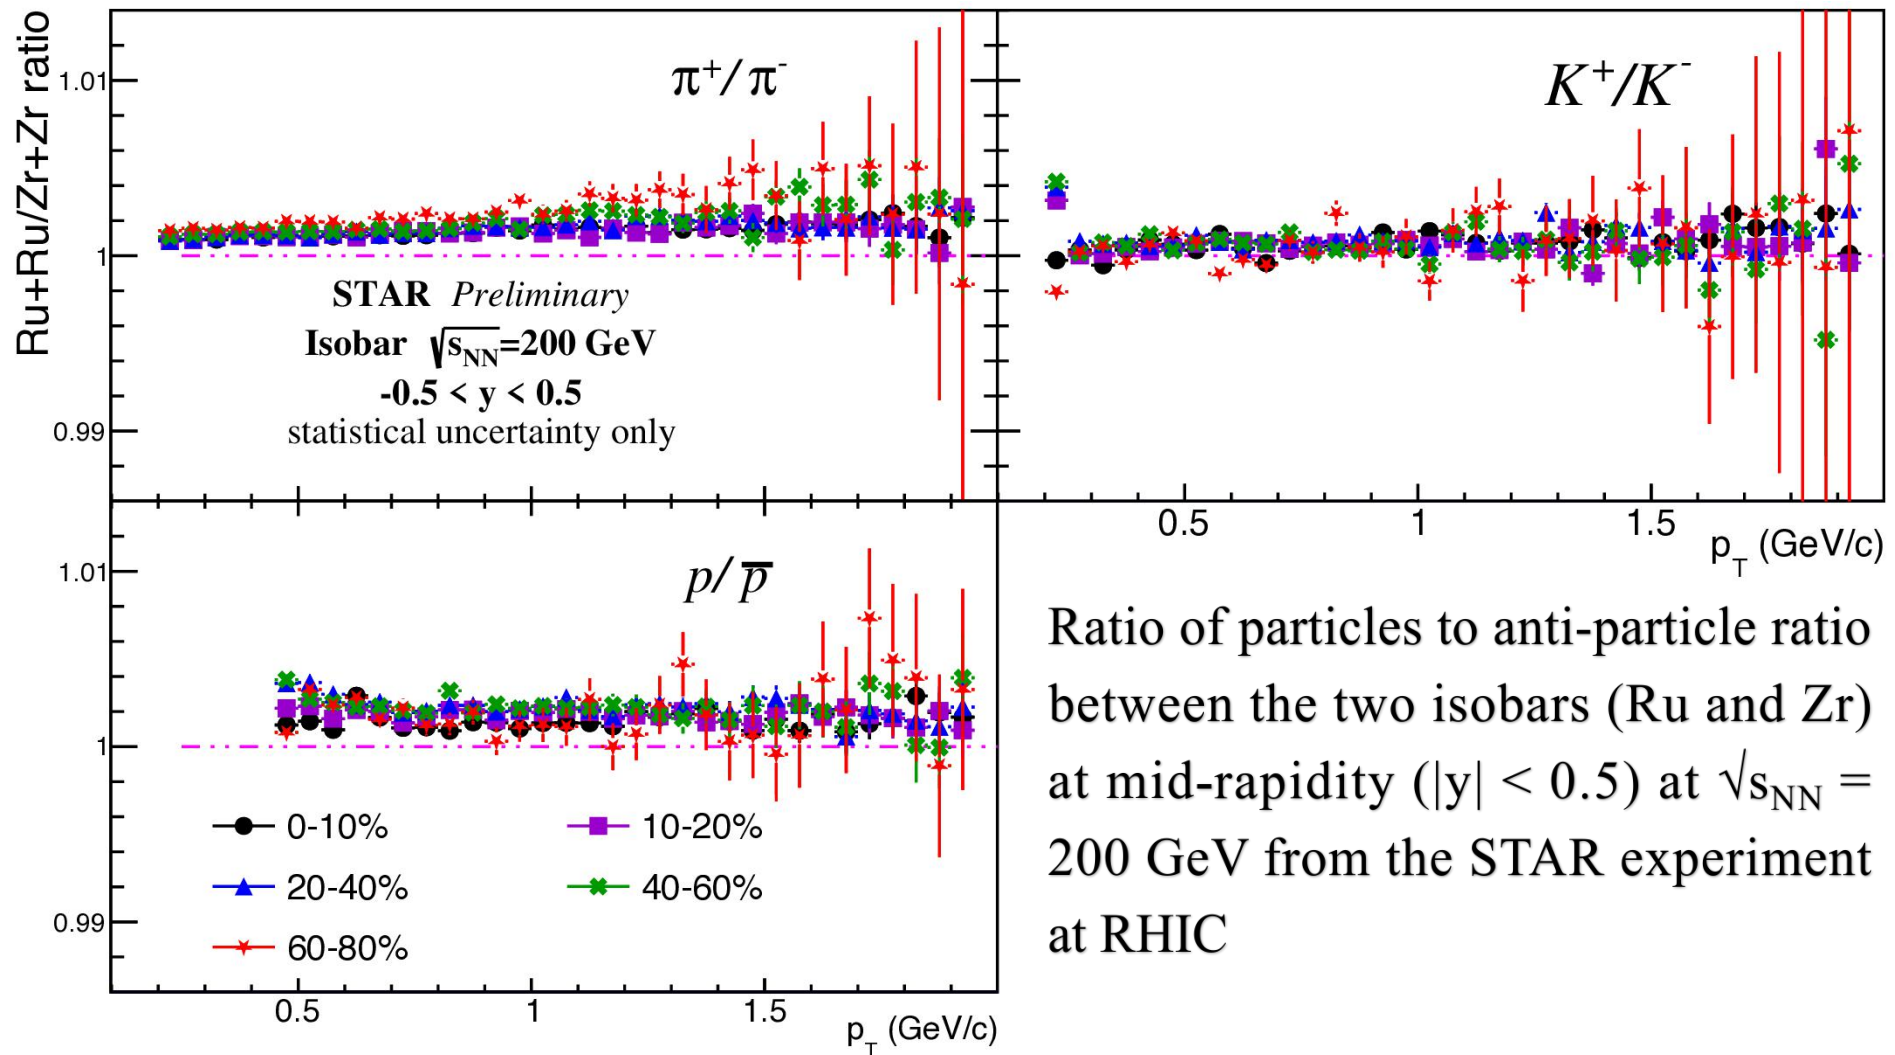 Ru+Ru/Zr+Zr ratio
1.01
1
0.99
π⁺/π⁻
STAR Preliminary
Isobar √sNN=200 GeV
-0.5 < y < 0.5
statistical uncertainty only
K⁺/K⁻
0.5 1 1.5
pT (GeV/c)
1.01
1
0.99
p/p̅
0-10% 10-20%
20-40% 40-60%
60-80%
0.5 1 1.5
pT (GeV/c)
Ratio of particles to anti-particle ratio
between the two isobars (Ru and Zr)
at mid-rapidity (|y| < 0.5) at √sNN =
200 GeV from the STAR experiment
at RHIC